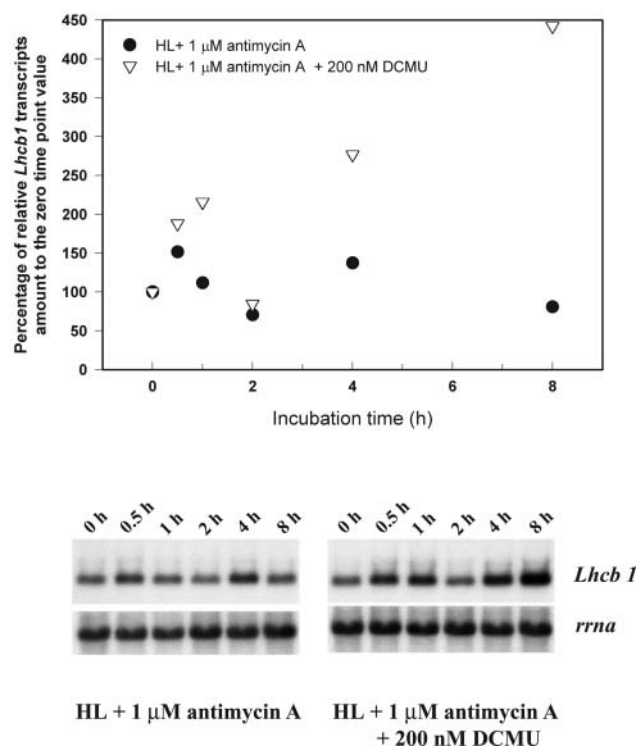 450
400
350
300
250
200
150
100
50
0
Percentage of relative Lhcb1 transcripts
amount to the zero time point value
HL+ 1 μM antimycin A
HL+ 1 μM antimycin A + 200 nM DCMU
0 2 4 6 8
Incubation time (h)
0 h 0.5 h 1 h 2 h 4 h 8 h 0 h 0.5 h 1 h 2 h 4 h 8 h
Lhcb 1
rrna
HL + 1 μM antimycin A HL + 1 μM antimycin A
+ 200 nM DCMU